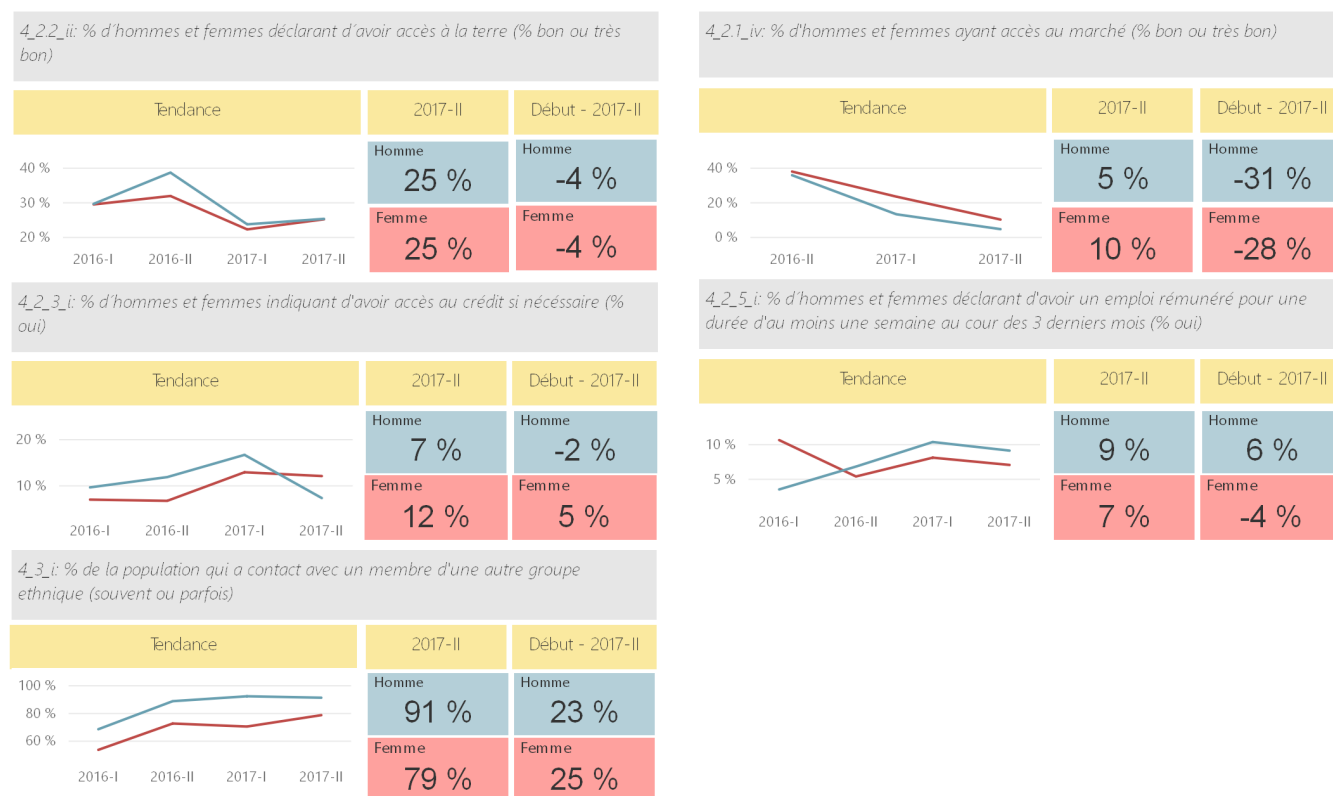 4_2.2_ii: % d´hommes et femmes déclarant d´avoir accès à la terre (% bon ou très
bon)
Tendance
2017-II
Début - 2017-II
40 %
30 %
20 %
2016-I
2016-II
2017-I
2017-II
Homme
25 %
Homme
-4 %
Femme
25 %
Femme
-4 %
4_2.1_iv: % d'hommes et femmes ayant accès au marché (% bon ou très bon)
Tendance
2017-II
Début - 2017-II
40 %
20 %
0 %
2016-II
2017-I
2017-II
Homme
5 %
Homme
-31 %
Femme
10 %
Femme
-28 %
4_2_3_i: % d´hommes et femmes indiquant d'avoir accès au crédit si nécéssaire (%
oui)
Tendance
2017-II
Début - 2017-II
20 %
10 %
2016-I
2016-II
2017-I
2017-II
Homme
7 %
Homme
-2 %
Femme
12 %
Femme
5 %
4_2_5_i: % d´hommes et femmes déclarant d'avoir un emploi rémunéré pour une
durée d'au moins une semaine au cour des 3 derniers mois (% oui)
Tendance
2017-II
Début - 2017-II
10 %
5 %
2016-I
2016-II
2017-I
2017-II
Homme
9 %
Homme
6 %
Femme
7 %
Femme
-4 %
4_3_i: % de la population qui a contact avec un membre d'une autre groupe
ethnique (souvent ou parfois)
Tendance
2017-II
Début - 2017-II
100 %
80 %
60 %
2016-I
2016-II
2017-I
2017-II
Homme
91 %
Homme
23 %
Femme
79 %
Femme
25 %